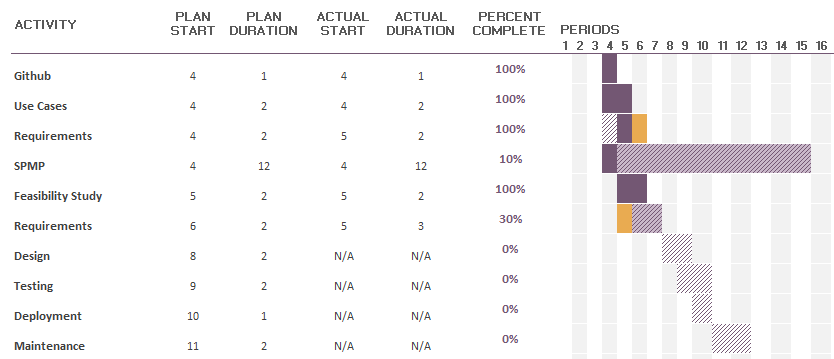 ACTIVITY PLAN START PLAN DURATION ACTUAL START ACTUAL DURATION PERCENT COMPLETE PERIODS
1 2 3 4 5 6 7 8 9 10 11 12 13 14 15 16
Github 4 1 4 1 100%
Use Cases 4 2 4 2 100%
Requirements 4 2 5 2 100%
SPMP 4 12 4 12 10%
Feasibility Study 5 2 5 2 100%
Requirements 6 2 5 3 30%
Design 8 2 N/A N/A 0%
Testing 9 2 N/A N/A 0%
Deployment 10 1 N/A N/A 0%
Maintenance 11 2 N/A N/A 0%